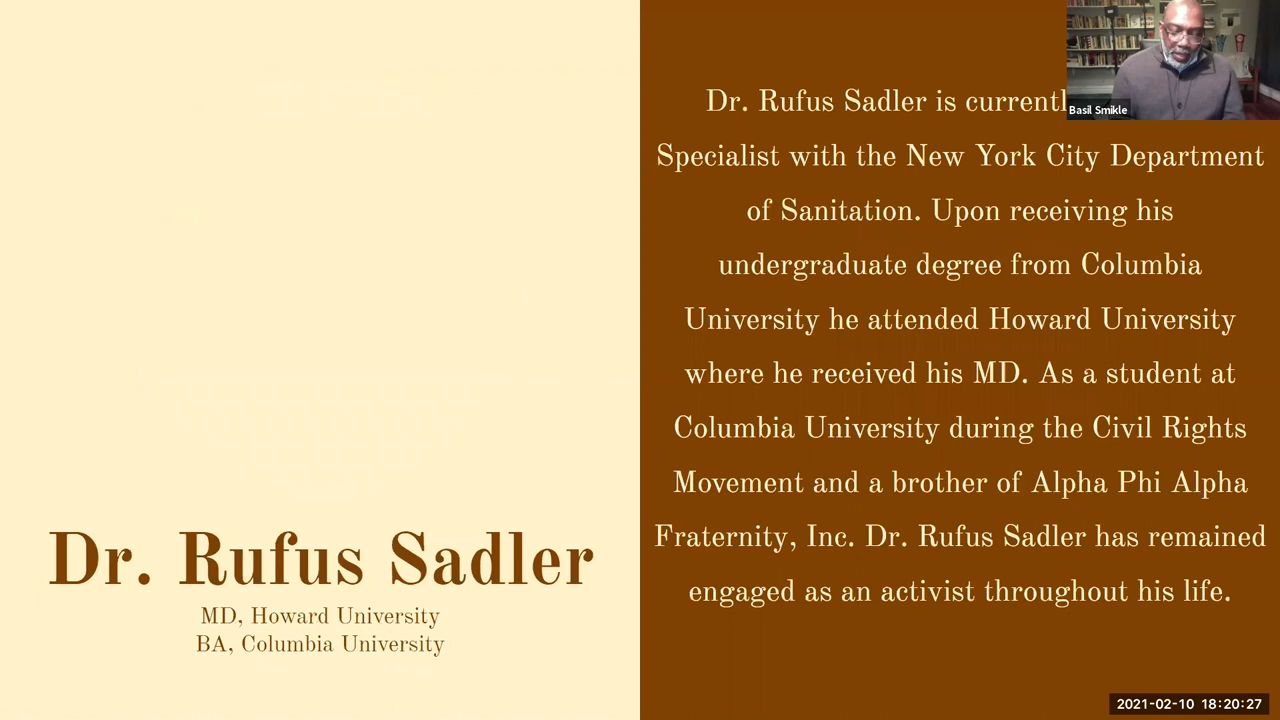 Dr. Rufus Sadler
MD, Howard University
BA, Columbia University
Dr. Rufus Sadler is
Specialist with the New York City Department
of Sanitation. Upon receiving his
undergraduate degree from Columbia
University he attended Howard University
where he received his MD. As a student at
Columbia University during the Civil Rights
Movement and a brother of Alpha Phi Alpha
Fraternity, Inc. Dr. Rufus Sadler has remained
engaged as an activist throughout his life.
Basil Smikle
2021-02-10 18:20:27